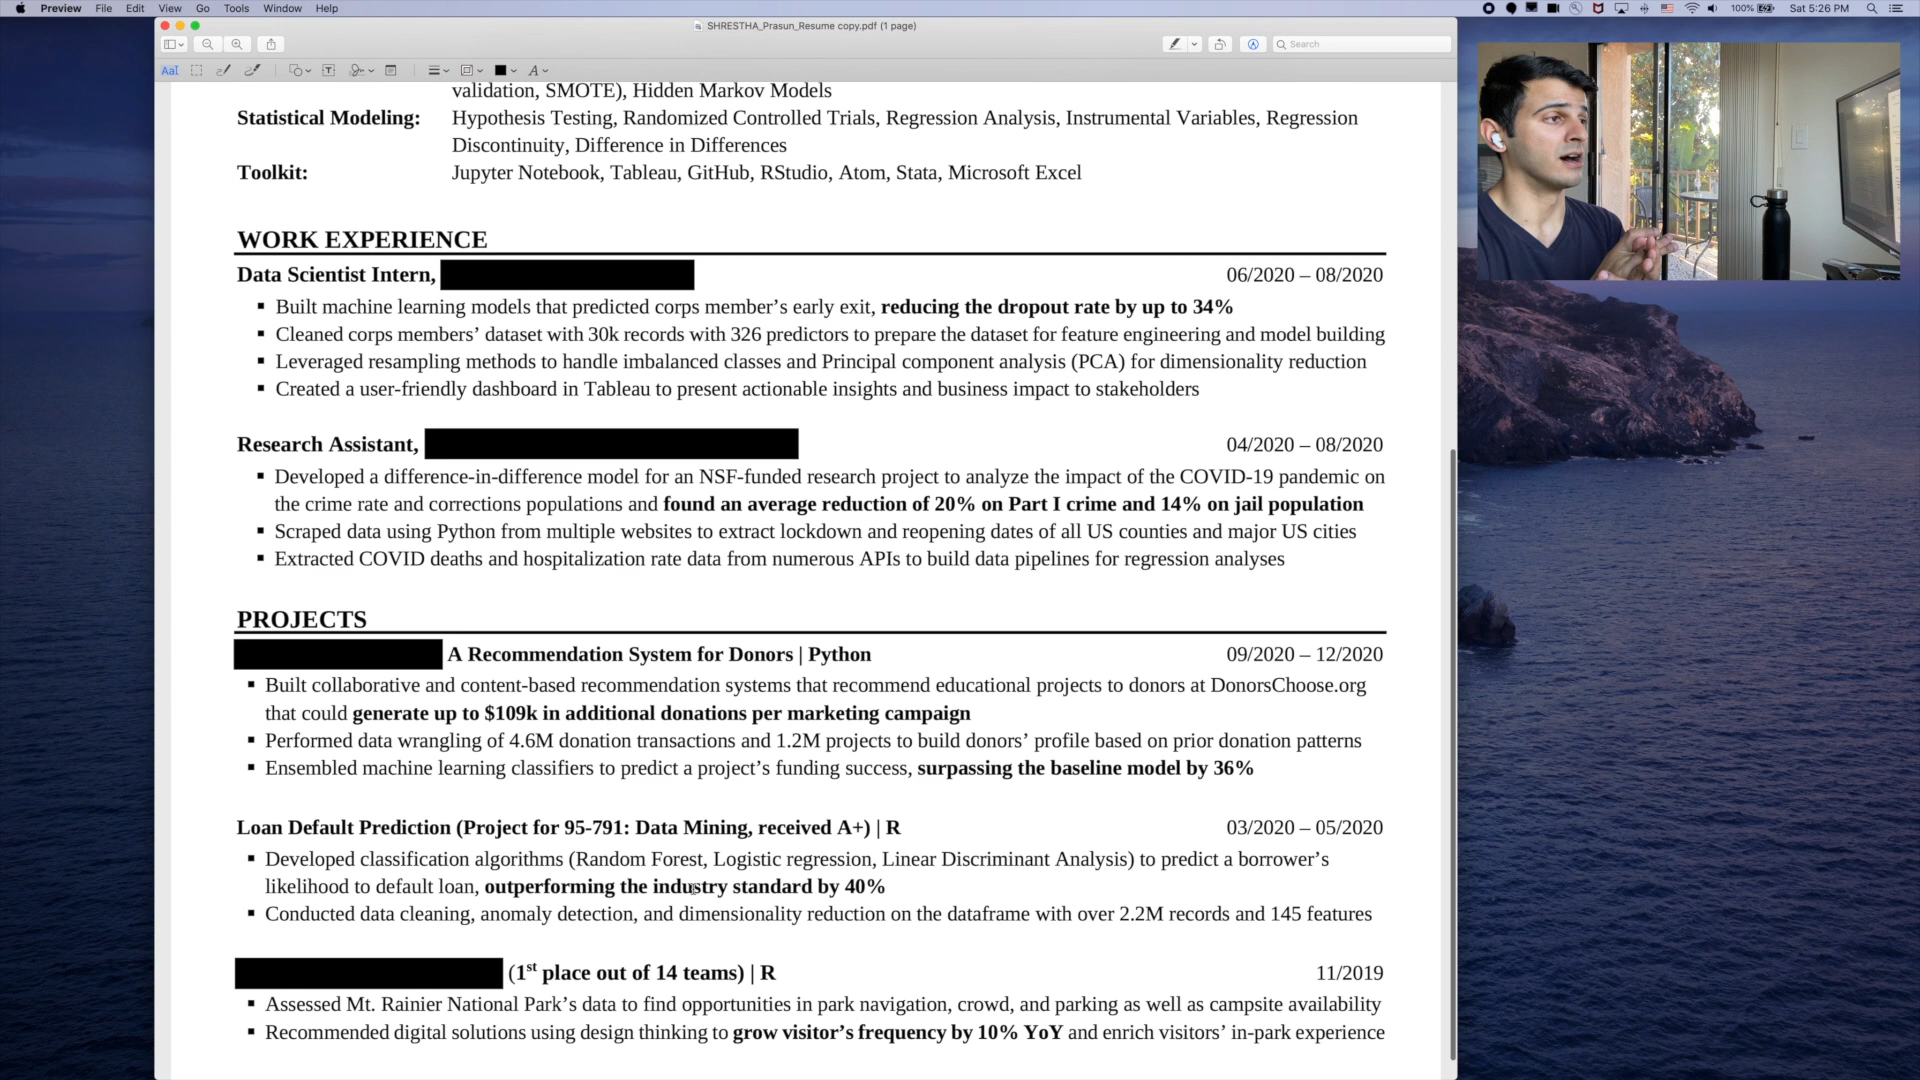 Preview File Edit View Go Tools Window Help
100% Sat 5:26 PM
SHRESTHA_Prasun_Resume copy.pdf (1 page)
Search
AaI T A
validation, SMOTE), Hidden Markov Models
Statistical Modeling: Hypothesis Testing, Randomized Controlled Trials, Regression Analysis, Instrumental Variables, Regression
Discontinuity, Difference in Differences
Toolkit: Jupyter Notebook, Tableau, GitHub, RStudio, Atom, Stata, Microsoft Excel
WORK EXPERIENCE
Data Scientist Intern, 06/2020 – 08/2020
▪ Built machine learning models that predicted corps member’s early exit, reducing the dropout rate by up to 34%
▪ Cleaned corps members’ dataset with 30k records with 326 predictors to prepare the dataset for feature engineering and model building
▪ Leveraged resampling methods to handle imbalanced classes and Principal component analysis (PCA) for dimensionality reduction
▪ Created a user-friendly dashboard in Tableau to present actionable insights and business impact to stakeholders
Research Assistant, 04/2020 – 08/2020
▪ Developed a difference-in-difference model for an NSF-funded research project to analyze the impact of the COVID-19 pandemic on
the crime rate and corrections populations and found an average reduction of 20% on Part I crime and 14% on jail population
▪ Scraped data using Python from multiple websites to extract lockdown and reopening dates of all US counties and major US cities
▪ Extracted COVID deaths and hospitalization rate data from numerous APIs to build data pipelines for regression analyses
PROJECTS
A Recommendation System for Donors | Python 09/2020 – 12/2020
▪ Built collaborative and content-based recommendation systems that recommend educational projects to donors at DonorsChoose.org
that could generate up to $109k in additional donations per marketing campaign
▪ Performed data wrangling of 4.6M donation transactions and 1.2M projects to build donors’ profile based on prior donation patterns
▪ Ensembled machine learning classifiers to predict a project’s funding success, surpassing the baseline model by 36%
Loan Default Prediction (Project for 95-791: Data Mining, received A+) | R 03/2020 – 05/2020
▪ Developed classification algorithms (Random Forest, Logistic regression, Linear Discriminant Analysis) to predict a borrower’s
likelihood to default loan, outperforming the industry standard by 40%
▪ Conducted data cleaning, anomaly detection, and dimensionality reduction on the dataframe with over 2.2M records and 145 features
(1st place out of 14 teams) | R 11/2019
▪ Assessed Mt. Rainier National Park’s data to find opportunities in park navigation, crowd, and parking as well as campsite availability
▪ Recommended digital solutions using design thinking to grow visitor’s frequency by 10% YoY and enrich visitors’ in-park experience